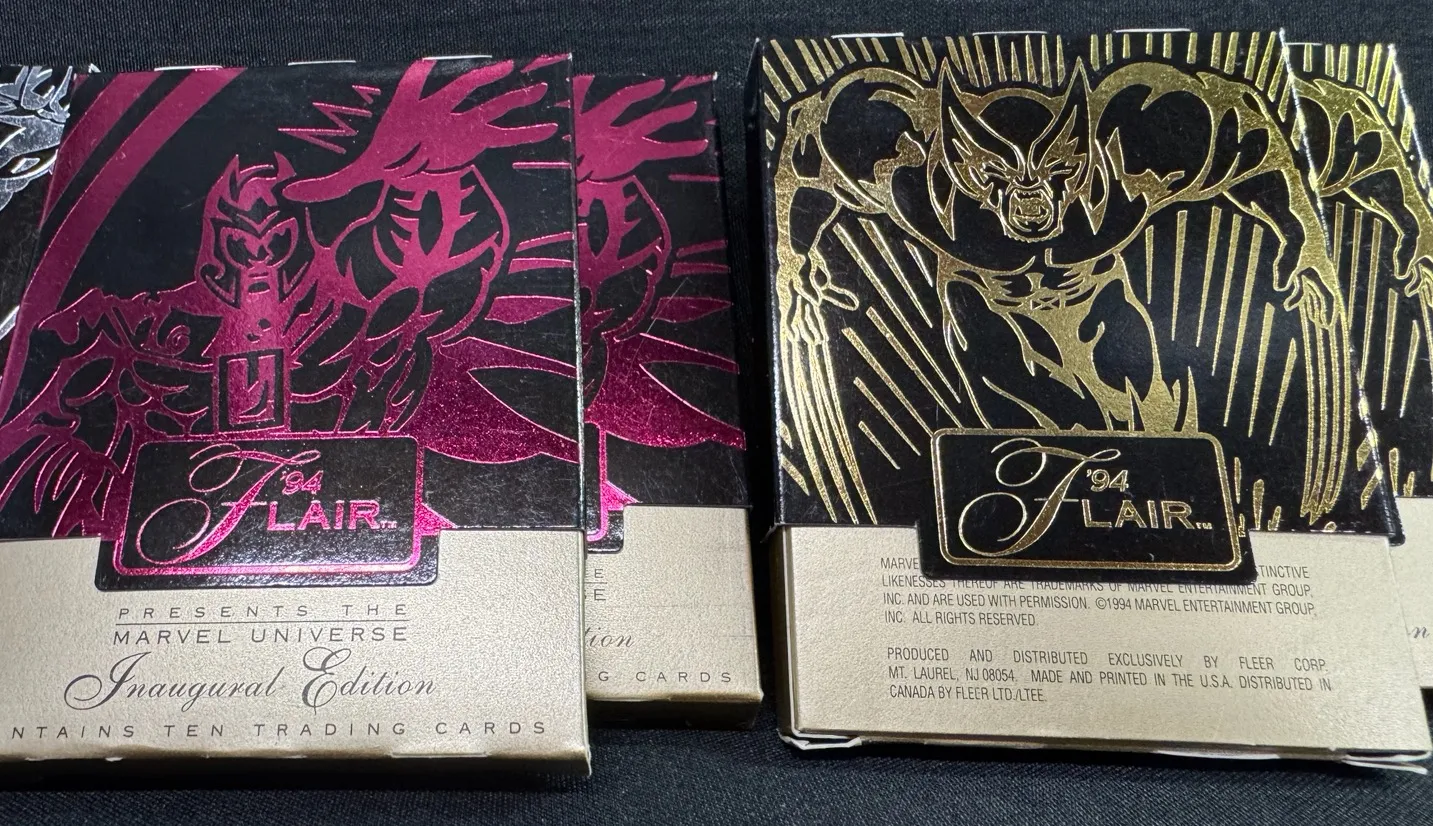 '94
FLAIR™
PRESENTS THE
MARVEL UNIVERSE
Inaugural Edition
NTAINS TEN TRADING CARDS
E
E
tion
G CARDS
'94
FLAIR™
MARVE
STINCTIVE
LIKENESSES THEREOF ARE TRADEMARKS OF MARVEL ENTERTAINMENT GROUP,
INC. AND ARE USED WITH PERMISSION. ©1994 MARVEL ENTERTAINMENT GROUP,
INC. ALL RIGHTS RESERVED.
PRODUCED AND DISTRIBUTED EXCLUSIVELY BY FLEER CORP.
MT. LAUREL, NJ 08054. MADE AND PRINTED IN THE U.S.A. DISTRIBUTED IN
CANADA BY FLEER LTD./LTEE.
n